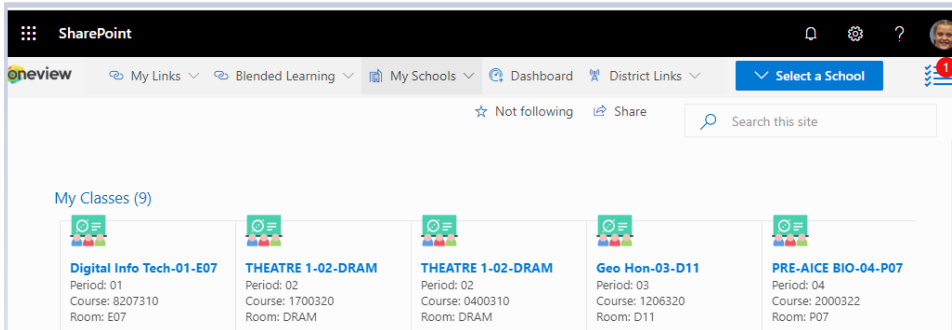 SharePoint
?
oneview My Links Blended Learning My Schools Dashboard District Links Select a School 1
Not following Share Search this site
My Classes (9)
Digital Info Tech-01-E07
Period: 01
Course: 8207310
Room: E07
THEATRE 1-02-DRAM
Period: 02
Course: 1700320
Room: DRAM
THEATRE 1-02-DRAM
Period: 02
Course: 0400310
Room: DRAM
Geo Hon-03-D11
Period: 03
Course: 1206320
Room: D11
PRE-AICE BIO-04-P07
Period: 04
Course: 2000322
Room: P07